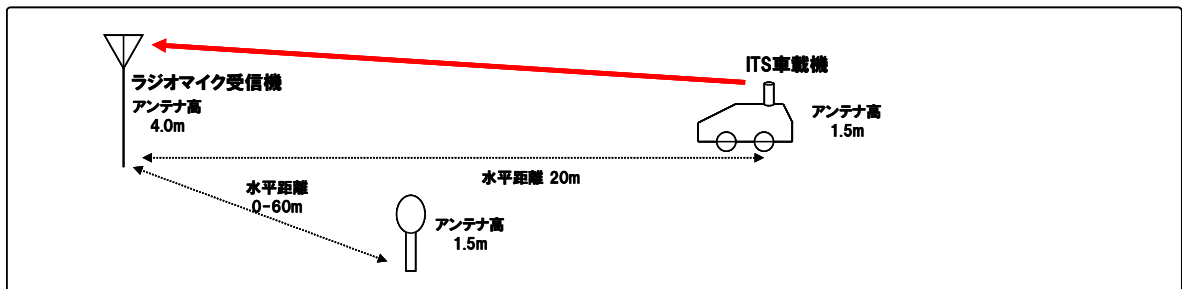 ITS車載機
ラジオマイク受信機
アンテナ高
4.0m
アンテナ高
1.5m
水平距離 20m
水平距離
0-60m
アンテナ高
1.5m